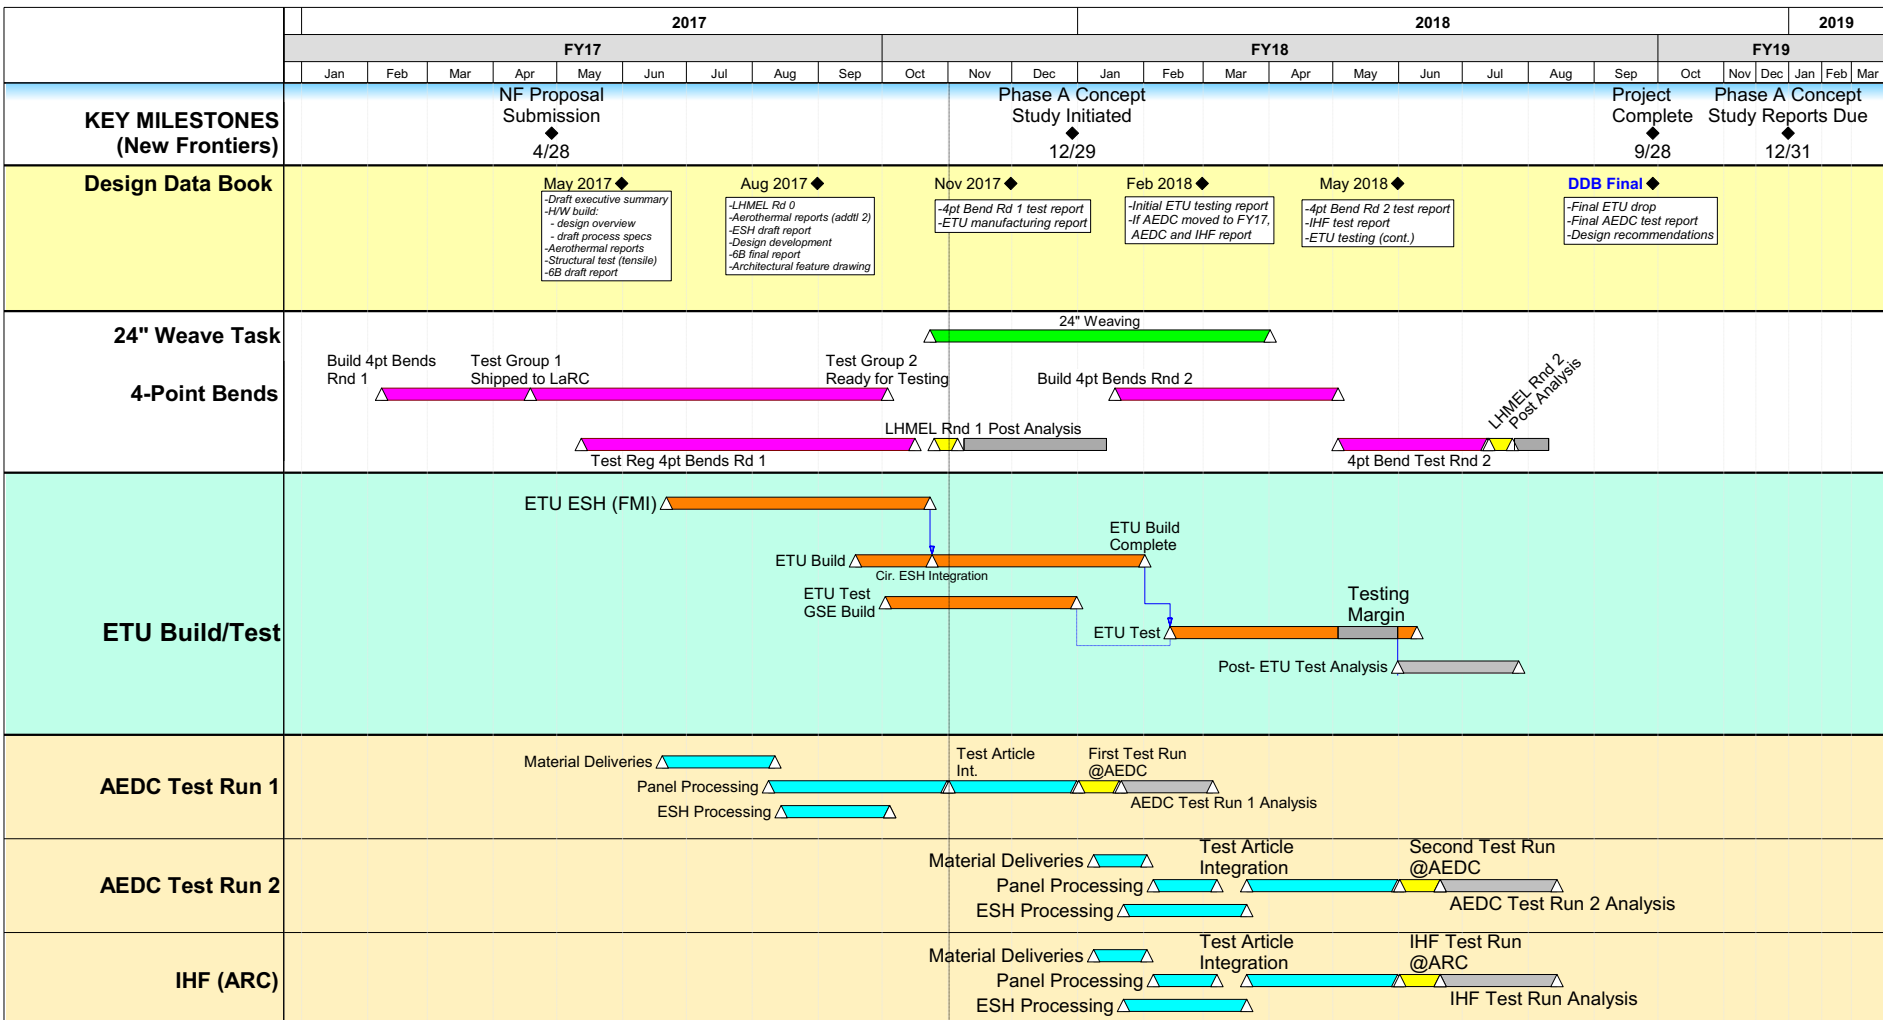 2017
2018
2019
FY17
FY18
FY19
Jan Feb Mar Apr May Jun Jul Aug Sep Oct Nov Dec Jan Feb Mar Apr May Jun Jul Aug Sep Oct Nov Dec Jan Feb Mar
KEY MILESTONES
(New Frontiers)
NF Proposal
Submission
4/28
Phase A Concept
Study Initiated
12/29
Project
Complete
9/28
Phase A Concept
Study Reports Due
12/31
Design Data Book
May 2017
-Draft executive summary
-H/W build:
- design overview
- draft process specs
-Aerothermal reports
-Structural test (tensile)
-6B draft report
Aug 2017
-LHMEL Rd 0
-Aerothermal reports (addtl 2)
-ESH draft report
-Design development
-6B final report
-Architectural feature drawing
Nov 2017
-4pt Bend Rd 1 test report
-ETU manufacturing report
Feb 2018
-Initial ETU testing report
-If AEDC moved to FY17,
AEDC and IHF report
May 2018
-4pt Bend Rd 2 test report
-IHF test report
-ETU testing (cont.)
DDB Final
-Final ETU drop
-Final AEDC test report
-Design recommendations
24" Weave Task
24" Weaving
4-Point Bends
Build 4pt Bends
Rnd 1
Test Group 1
Shipped to LaRC
Test Group 2
Ready for Testing
Build 4pt Bends Rnd 2
LHMEL Rnd 2
Post Analysis
LHMEL Rnd 1 Post Analysis
Test Reg 4pt Bends Rd 1
4pt Bend Test Rnd 2
ETU Build/Test
ETU ESH (FMI)
ETU Build
Cir. ESH Integration
ETU Build
Complete
ETU Test
GSE Build
ETU Test
Testing
Margin
Post- ETU Test Analysis
AEDC Test Run 1
Material Deliveries
Panel Processing
ESH Processing
Test Article
Int.
First Test Run
@AEDC
AEDC Test Run 1 Analysis
AEDC Test Run 2
Material Deliveries
Panel Processing
ESH Processing
Test Article
Integration
Second Test Run
@AEDC
AEDC Test Run 2 Analysis
IHF (ARC)
Material Deliveries
Panel Processing
ESH Processing
Test Article
Integration
IHF Test Run
@ARC
IHF Test Run Analysis